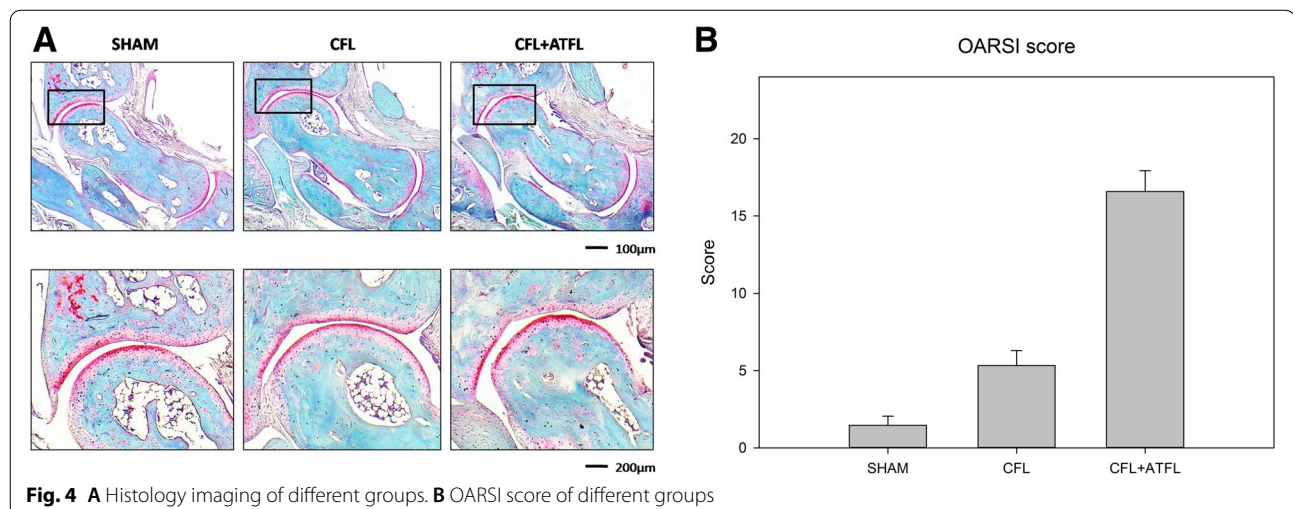 A
SHAM CFL CFL+ATFL
100µm
200µm
B
OARSI score
Score
20
15
10
5
0
SHAM CFL CFL+ATFL
Fig. 4 A Histology imaging of different groups. B OARSI score of different groups